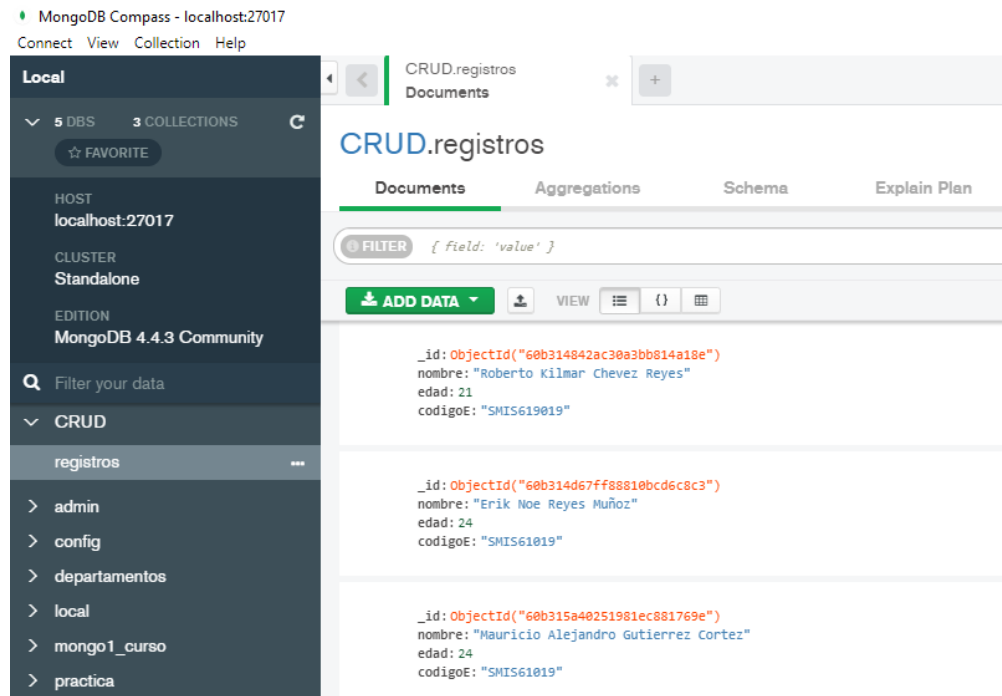 MongoDB Compass - localhost:27017
Connect View Collection Help
Local
5 DBS 3 COLLECTIONS
FAVORITE
HOST
localhost:27017
CLUSTER
Standalone
EDITION
MongoDB 4.4.3 Community
Filter your data
CRUD
registros
admin
config
departamentos
local
mongo1_curso
practica
CRUD.registros
Documents
CRUD.registros
Documents Aggregations Schema Explain Plan
FILTER { field: 'value' }
ADD DATA VIEW {}
_id: ObjectId("60b314842ac30a3bb814a18e")
nombre: "Roberto Kilmar Chevez Reyes"
edad: 21
codigoE: "SMIS619019"
_id: ObjectId("60b314d67ff88810bcd6c8c3")
nombre: "Erik Noe Reyes Muñoz"
edad: 24
codigoE: "SMIS61019"
_id: ObjectId("60b315a40251981ec881769e")
nombre: "Mauricio Alejandro Gutierrez Cortez"
edad: 24
codigoE: "SMIS61019"